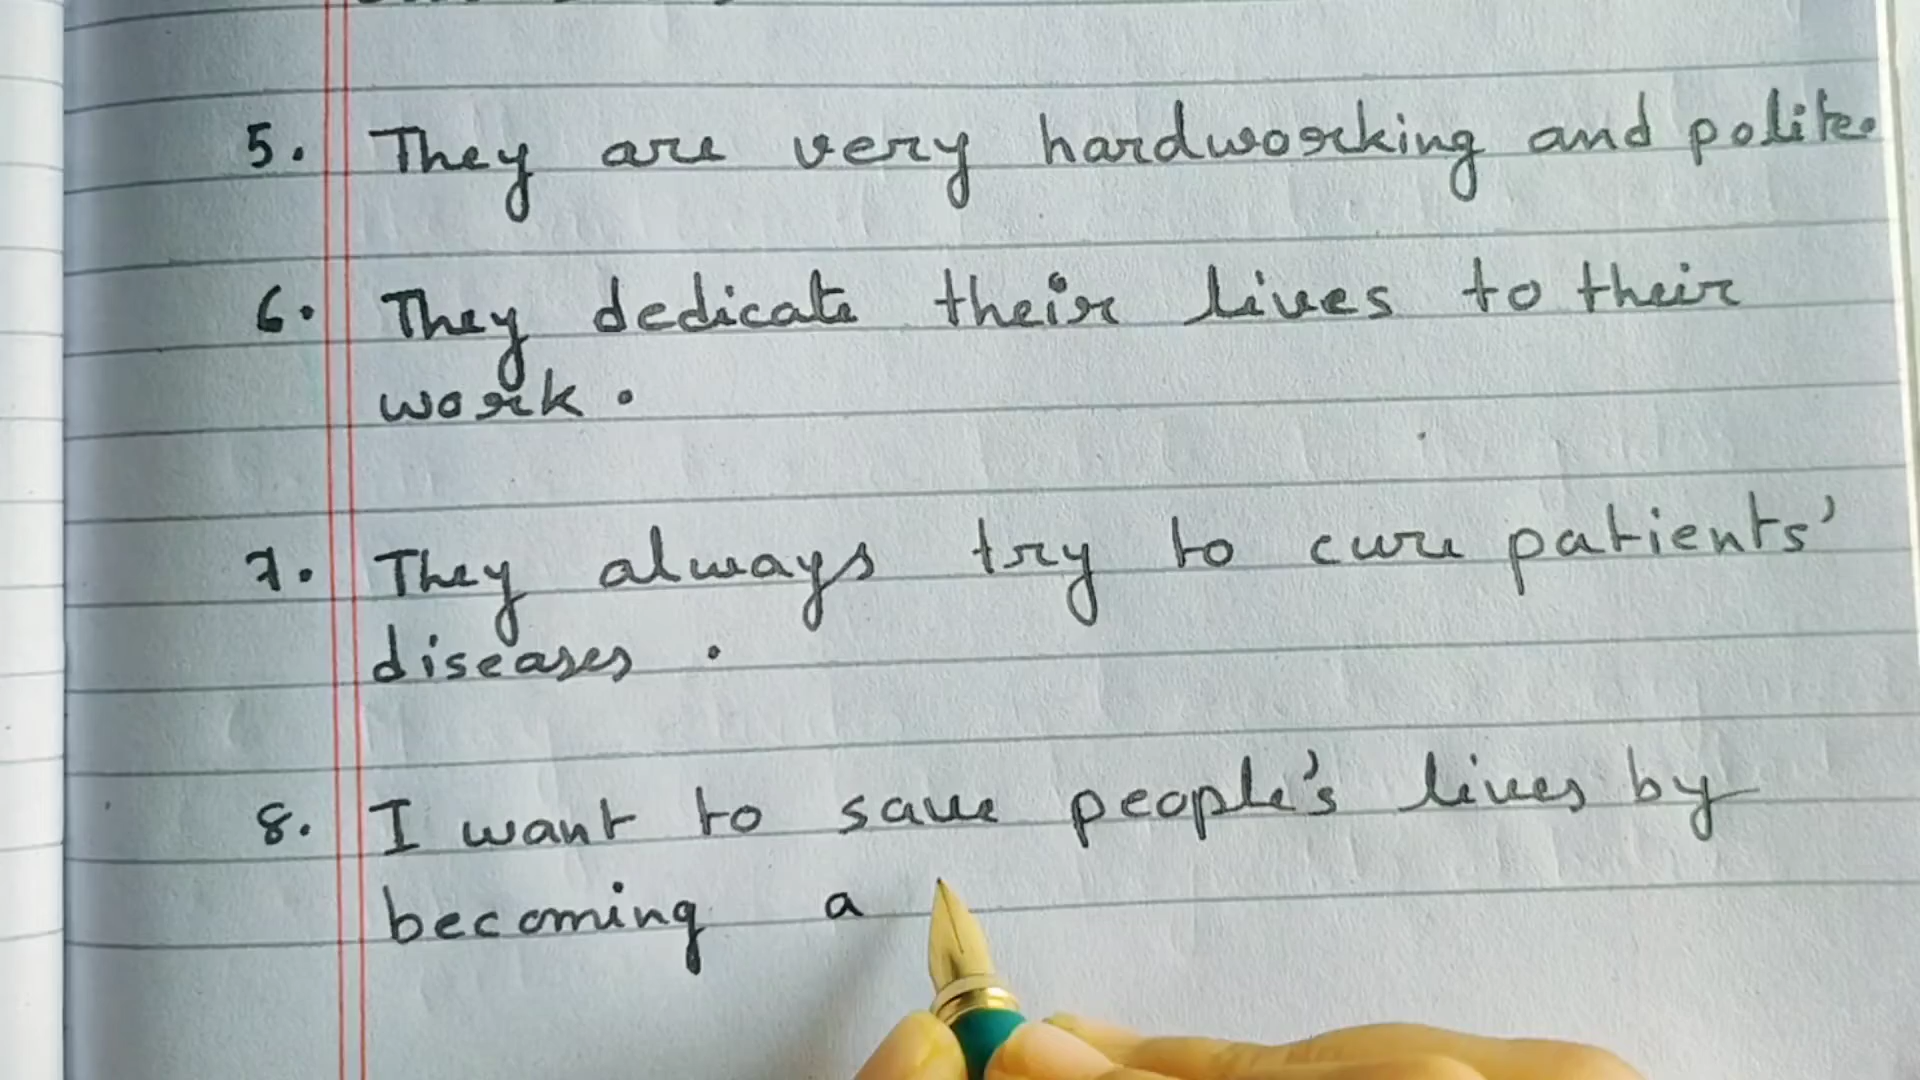 5. They are very hardworking and polite.
6. They dedicate their lives to their
work.
7. They always try to cure patients'
diseases.
8. I want to save people's lives by
becoming a